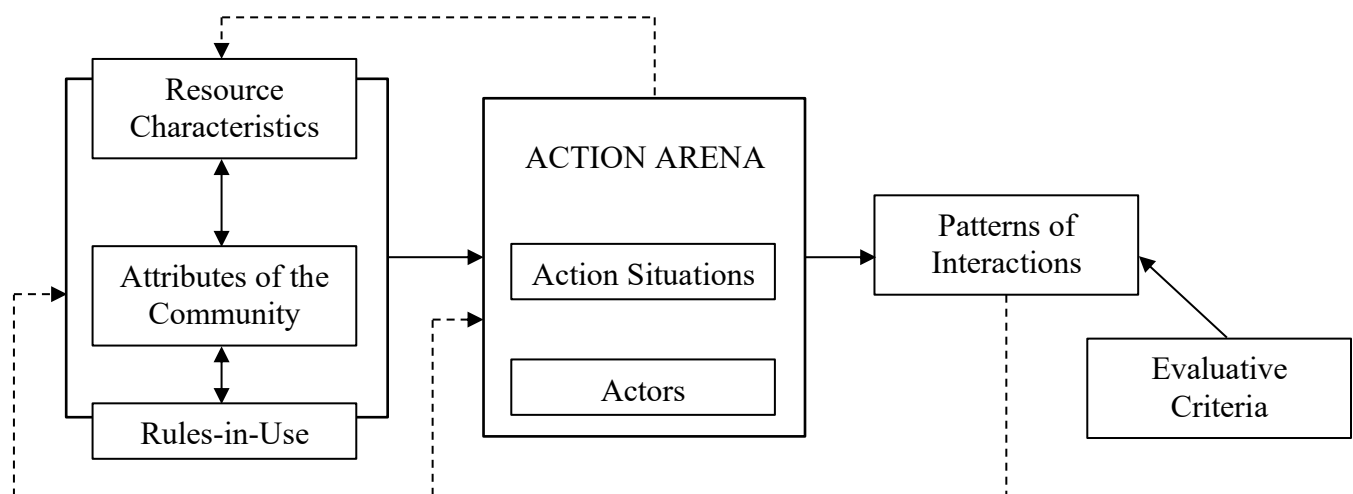 Resource
Characteristics
Attributes of the
Community
Rules-in-Use
ACTION ARENA
Action Situations
Actors
Patterns of
Interactions
Evaluative
Criteria